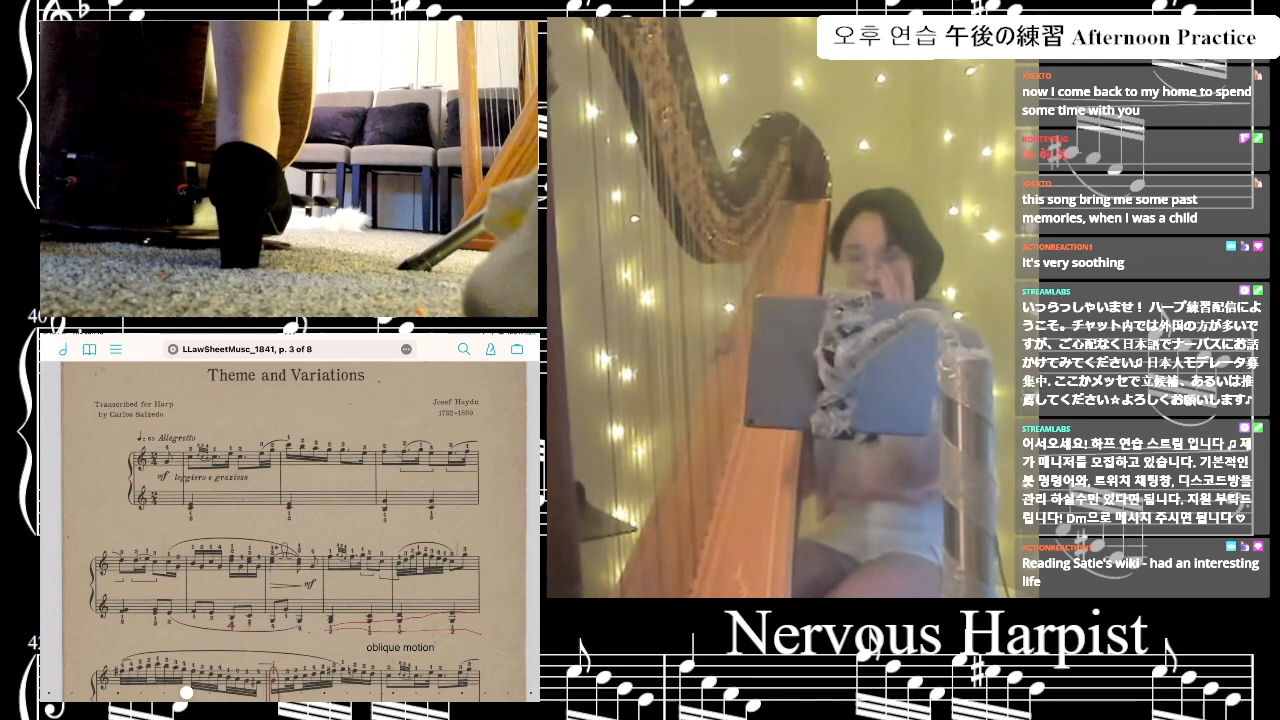 오후 연습 午後の練習 Afternoon Practice
KREKTO
now I come back to my home to spend
some time with you
KREKTO
this song bring me some past
memories, when I was a child
ACTIONREACTION1
It's very soothing
STREAMLABS
いつらっしゃいませ！ ハープ練習配信によ
うこそ。チャット内では外国の方が多いで
すが、ご心配なく日本語でナーバスにお話
かけてみてください♫ 日本人モデレータ募
集中. ここかメッセで立候補、あるいは推
薦してください☆よろしくお願いします♪
STREAMLABS
어서오세요! 하프 연습 스트림 입니다 ♫ 제
가 매니저를 모집하고 있습니다. 기본적인
봇 명령어와, 트위치 채팅창, 디스코드방을
관리 하실수만 있다면 됩니다. 지원 부탁드
립니다! Dm으로 메시지 주시면 됩니다 ♡
ACTIONREACTION1
Reading Satie's wiki - had an interesting
life
LLawSheetMusc_1841, p. 3 of 8
Theme and Variations
Transcribed for Harp
by Carlos Salzedo
Josef Haydn
1732-1809
Allegretto
mf leggiero e grazioso
mf
oblique motion
Nervous Harpist